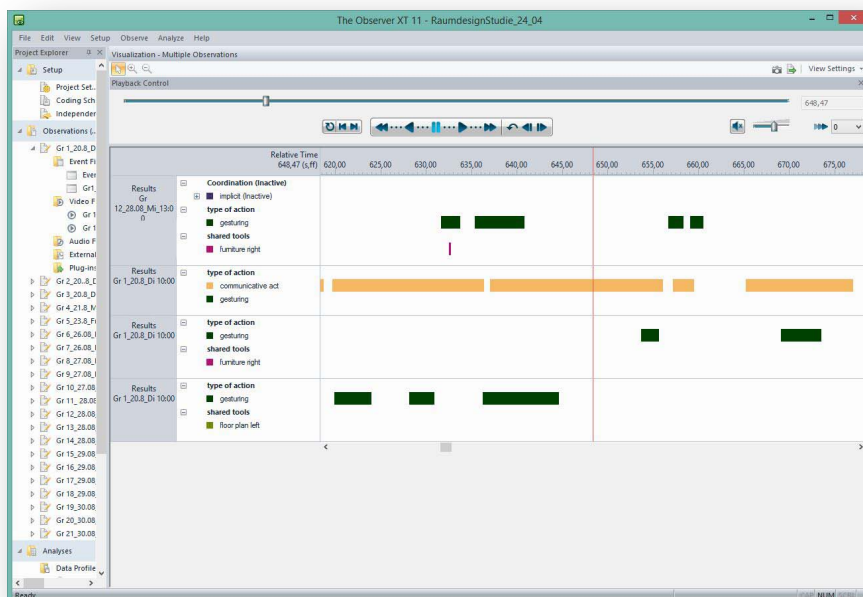 The Observer XT 11 - RaumdesignStudie_24_04
File Edit View Setup Observe Analyze Help
Project Explorer
Visualization - Multiple Observations
Setup
Project Set...
Coding Sch
Independer
Observations (...
Gr 1_20.8_D
Event Fi
Even
Gr1_
Video F
Gr 1
Gr 1
Audio F
External
Plug-ins
Gr 2_20..8_D
Gr 3_20.8_D
Gr 4_21.8_M
Gr 5_23.8_Fr
Gr 6_26.08_I
Gr 7_26.08_I
Gr 8_27.08_I
Gr 9_27.08_I
Gr 10_27.08
Gr 11_ 28.08
Gr 12_28.08
Gr 13_28.08
Gr 14_28.08
Gr 15_29.08
Gr 16_29.08
Gr 17_29.08
Gr 18_29.08
Gr 19_30.08
Gr 20_30.08
Gr 21_30.08
Analyses
Data Profile
Ready
View Settings
Playback Control
648,47
0
Relative Time
648,47 (s,ff)
620,00 625,00 630,00 635,00 640,00 645,00 650,00 655,00 660,00 665,00 670,00 675,00
Results
Gr
12_28.08_Mi_13:0
0
Coordination (Inactive)
implicit (Inactive)
type of action
gesturing
shared tools
furniture right
Results
Gr 1_20.8_Di 10:00
type of action
communicative act
gesturing
Results
Gr 1_20.8_Di 10:00
type of action
gesturing
shared tools
furniture right
Results
Gr 1_20.8_Di 10:00
type of action
gesturing
shared tools
floor plan left
CAP NUM SCRL